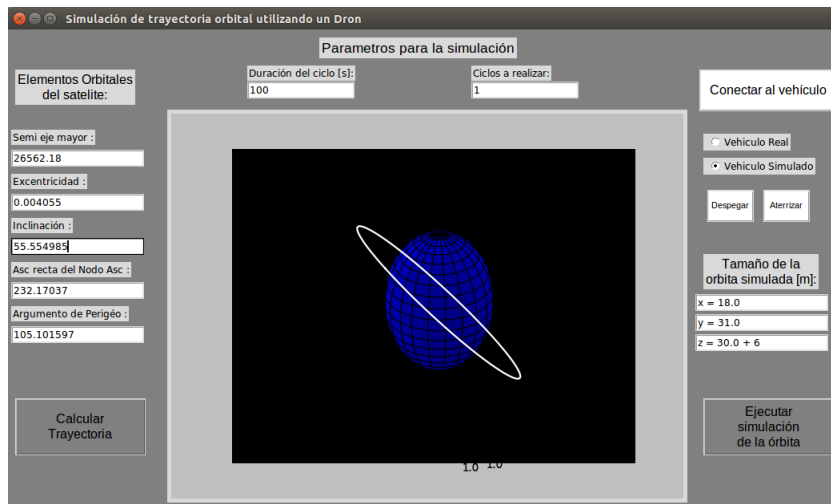 Simulación de trayectoria orbital utilizando un Dron
Parametros para la simulación
Elementos Orbitales
del satelite:
Duración del ciclo [s]:
100
Ciclos a realizar:
1
Conectar al vehículo
Semi eje mayor :
26562.18
Excentricidad :
0.004055
Inclinación :
55.554985
Asc recta del Nodo Asc :
232.17037
Argumento de Perigéo :
105.101597
Calcular
Trayectoria
1.0 1.0
Vehiculo Real
Vehiculo Simulado
Despegar
Aterrizar
Tamaño de la
orbita simulada [m]:
x = 18.0
y = 31.0
z = 30.0 + 6
Ejecutar
simulación
de la órbita